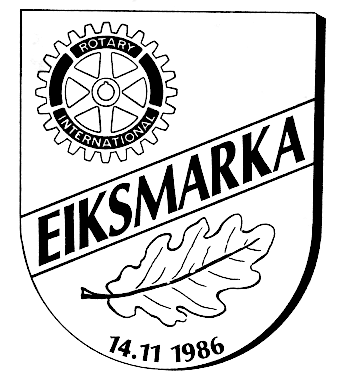 ROTARY
INTERNATIONAL
EIKSMARKA
14.11 1986